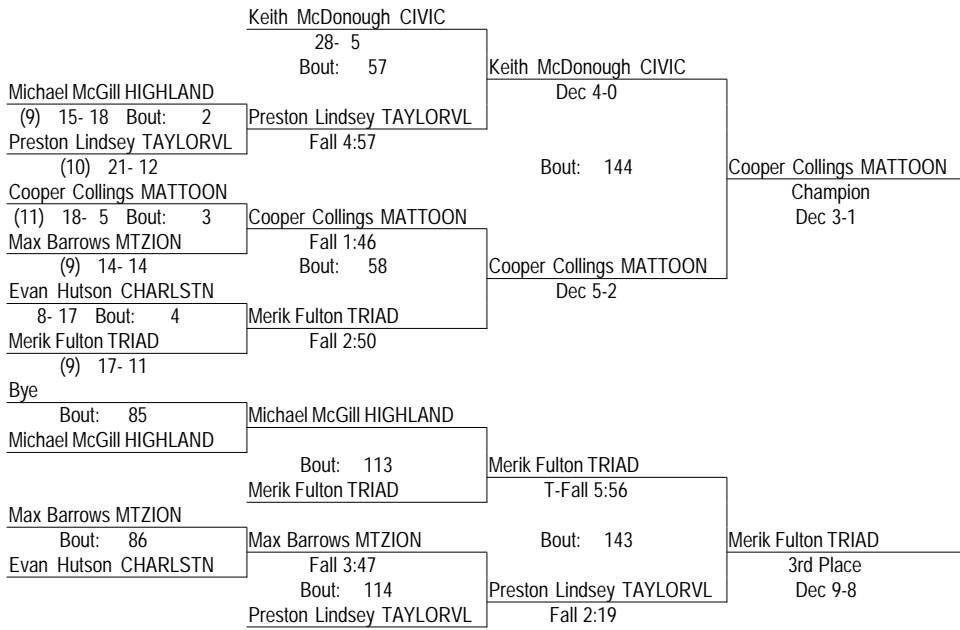 Keith McDonough CIVIC
28- 5
Bout: 57 Keith McDonough CIVIC
Michael McGill HIGHLAND Dec 4-0
(9) 15- 18 Bout: 2 Preston Lindsey TAYLORVL
Preston Lindsey TAYLORVL Fall 4:57
(10) 21- 12 Bout: 144 Cooper Collings MATTOON
Cooper Collings MATTOON Champion
(11) 18- 5 Bout: 3 Cooper Collings MATTOON Dec 3-1
Max Barrows MTZION Fall 1:46
(9) 14- 14 Bout: 58 Cooper Collings MATTOON
Evan Hutson CHARLSTN Dec 5-2
8- 17 Bout: 4 Merik Fulton TRIAD
Merik Fulton TRIAD Fall 2:50
(9) 17- 11
Bye
Bout: 85 Michael McGill HIGHLAND
Michael McGill HIGHLAND
Bout: 113 Merik Fulton TRIAD
Merik Fulton TRIAD T-Fall 5:56
Max Barrows MTZION
Bout: 86 Max Barrows MTZION Bout: 143 Merik Fulton TRIAD
Evan Hutson CHARLSTN Fall 3:47 3rd Place
Bout: 114 Preston Lindsey TAYLORVL Dec 9-8
Preston Lindsey TAYLORVL Fall 2:19